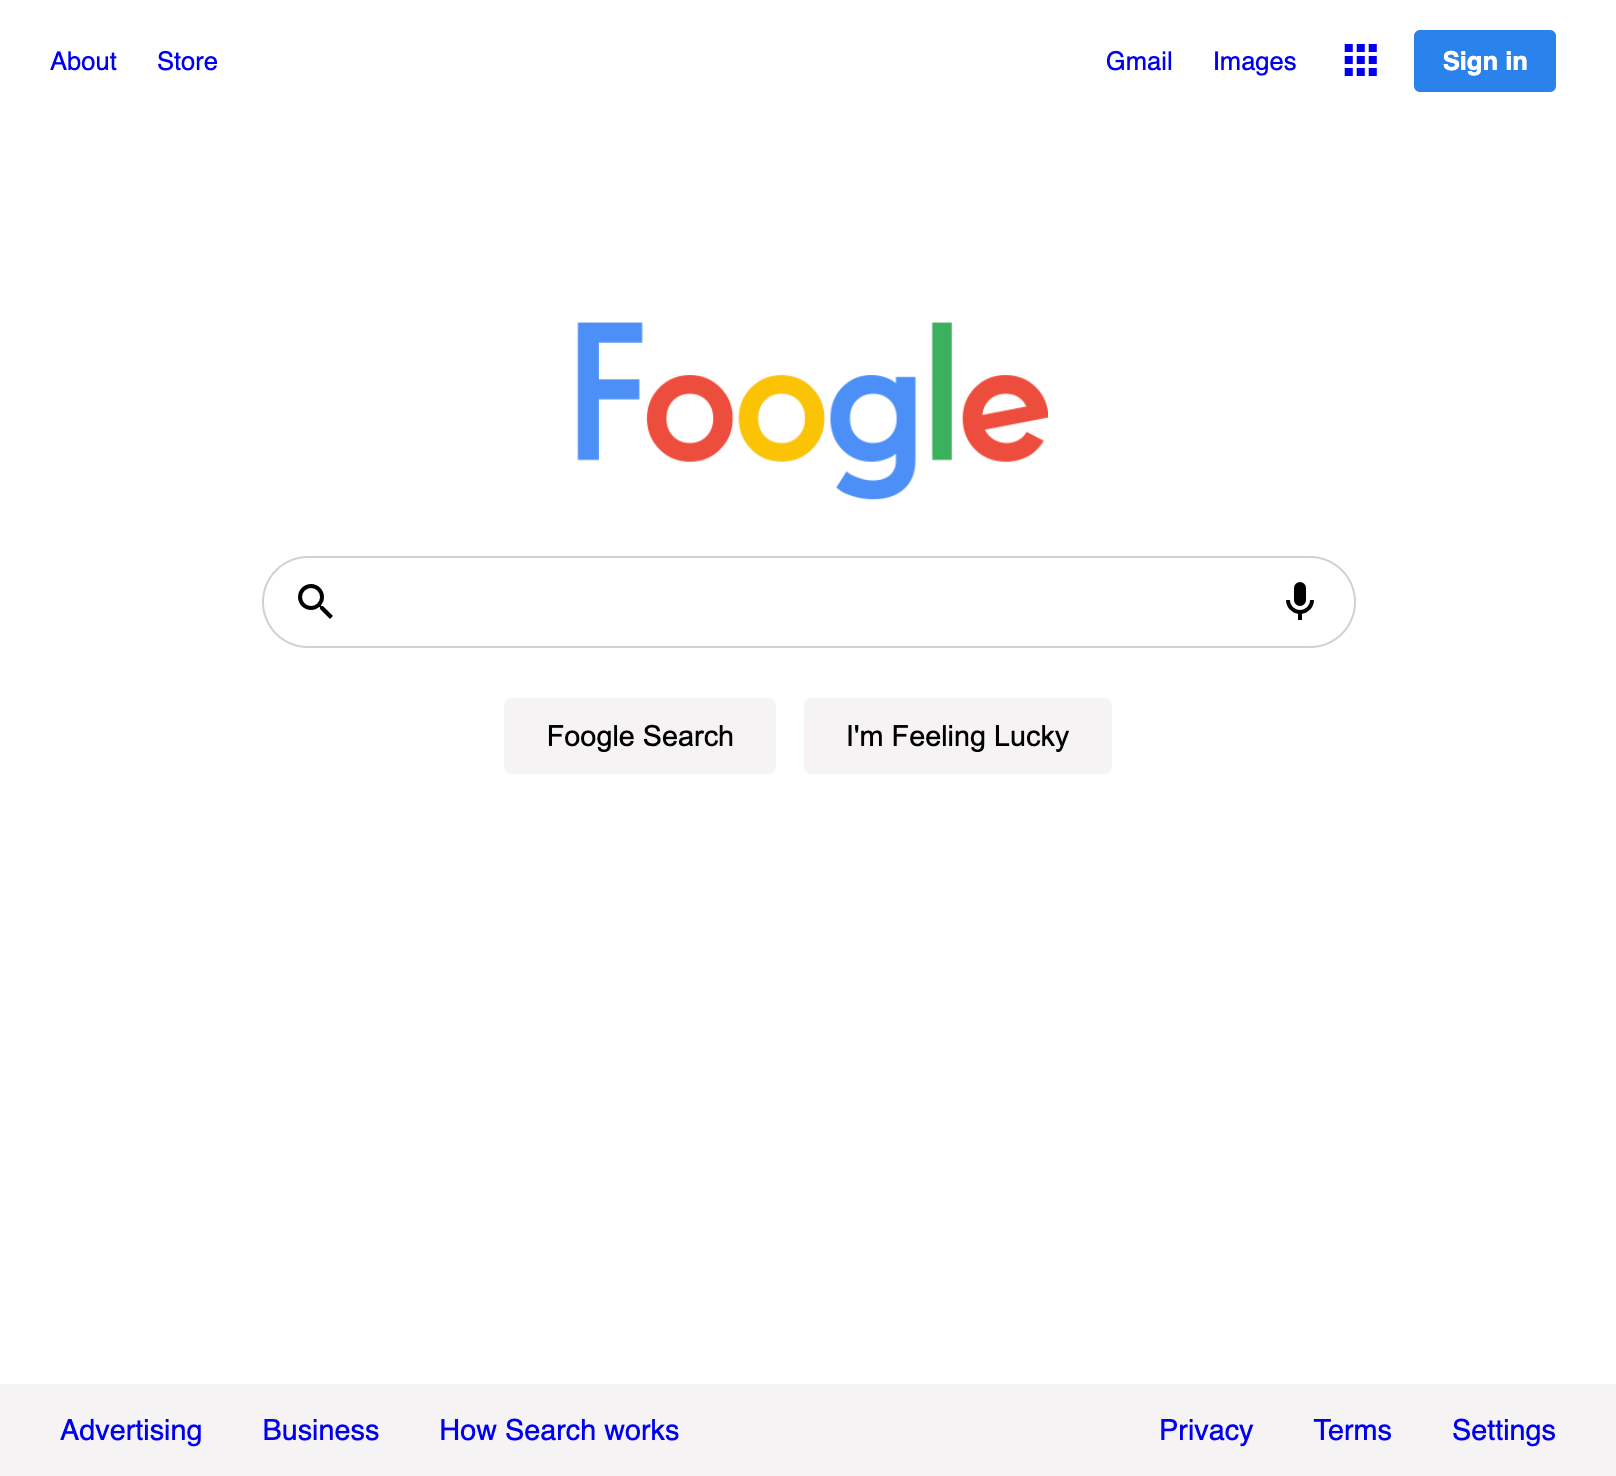 About Store Gmail Images Sign in
Foogle
Foogle Search I'm Feeling Lucky
Advertising Business How Search works Privacy Terms Settings